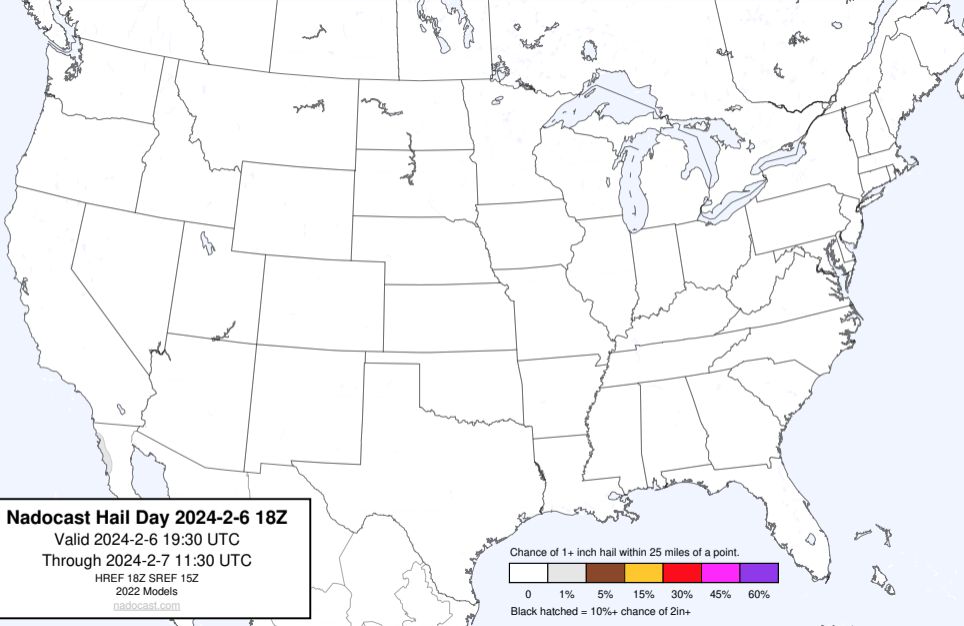 Nadocast Hail Day 2024-2-6 18Z
Valid 2024-2-6 19:30 UTC
Through 2024-2-7 11:30 UTC
HREF 18Z SREF 15Z
2022 Models
nadocast.com
Chance of 1+ inch hail within 25 miles of a point.
0 1% 5% 15% 30% 45% 60%
Black hatched = 10%+ chance of 2in+